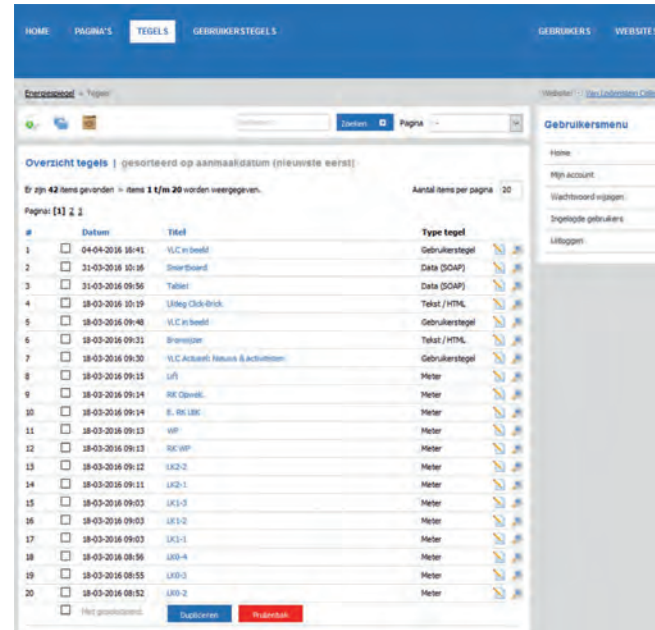 HOME PAGINA'S TEGELS GEBRUIKERSTEGELS GEBRUIKERS WEBSITES
Energiespiegel » Tegels Website:
Zoeken Pagina
Gebruikersmenu
Home
Mijn account
Wachtwoord wijzigen
Ingelogde gebruikers
Uitloggen
Overzicht tegels | gesorteerd op aanmaakdatum (nieuwste eerst)
Er zijn 42 items gevonden » items 1 t/m 20 worden weergegeven. Aantal items per pagina 20
Pagina: [1] 2 3
# Datum Titel Type tegel
1 04-04-2016 16:41 VLC in beeld Gebruikerstegel
2 31-03-2016 10:16 Smartboard Data (SOAP)
3 31-03-2016 09:56 Tablet Data (SOAP)
4 18-03-2016 10:19 Uitleg Click-Brick Tekst / HTML
5 18-03-2016 09:48 VLC in beeld Gebruikerstegel
6 18-03-2016 09:31 Bronwijzer Tekst / HTML
7 18-03-2016 09:30 VLC Actueel: Nieuws & activiteiten Gebruikerstegel
8 18-03-2016 09:15 Lift Meter
9 18-03-2016 09:14 RK Opwek. Meter
10 18-03-2016 09:14 E. RK LBK Meter
11 18-03-2016 09:13 WP Meter
12 18-03-2016 09:13 RK WP Meter
13 18-03-2016 09:12 LK2-2 Meter
14 18-03-2016 09:11 LK2-1 Meter
15 18-03-2016 09:03 LK1-3 Meter
16 18-03-2016 09:03 LK1-2 Meter
17 18-03-2016 09:03 LK1-1 Meter
18 18-03-2016 08:56 LK0-4 Meter
19 18-03-2016 08:55 LK0-3 Meter
20 18-03-2016 08:52 LK0-2 Meter
Met geselecteerd: Dupliceren Prullenbak